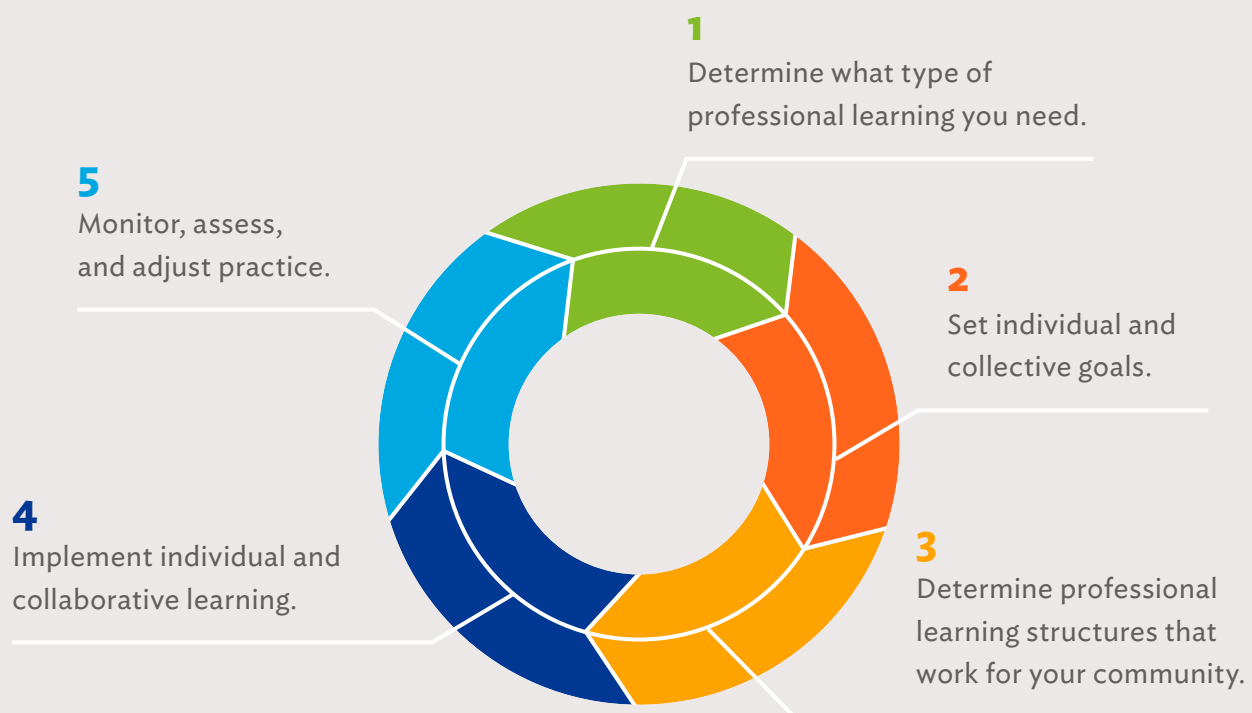 1
Determine what type of
professional learning you need.
2
Set individual and
collective goals.
3
Determine professional
learning structures that
work for your community.
4
Implement individual and
collaborative learning.
5
Monitor, assess,
and adjust practice.